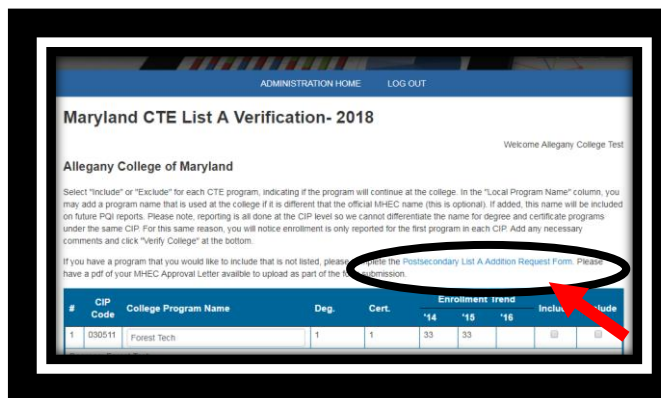 ADMINISTRATION HOME LOG OUT
Maryland CTE List A Verification- 2018
Welcome Allegany College Test
Allegany College of Maryland
Select "Include" or "Exclude" for each CTE program, indicating if the program will continue at the college. In the "Local Program Name" column, you
may add a program name that is used at the college if it is different that the official MHEC name (this is optional). If added, this name will be included
on future PQI reports. Please note, reporting is all done at the CIP level so we cannot differentiate the name for degree and certificate programs
under the same CIP. For this same reason, you will notice enrollment is only reported for the first program in each CIP. Add any necessary
comments and click "Verify College" at the bottom.
If you have a program that you would like to include that is not listed, please complete the Postsecondary List A Addition Request Form. Please
have a pdf of your MHEC Approval Letter availble to upload as part of the submission.
# CIP Code College Program Name Deg. Cert. Enrollment Trend
'14 '15 '16
1 030511 Forest Tech 1 1 33 33